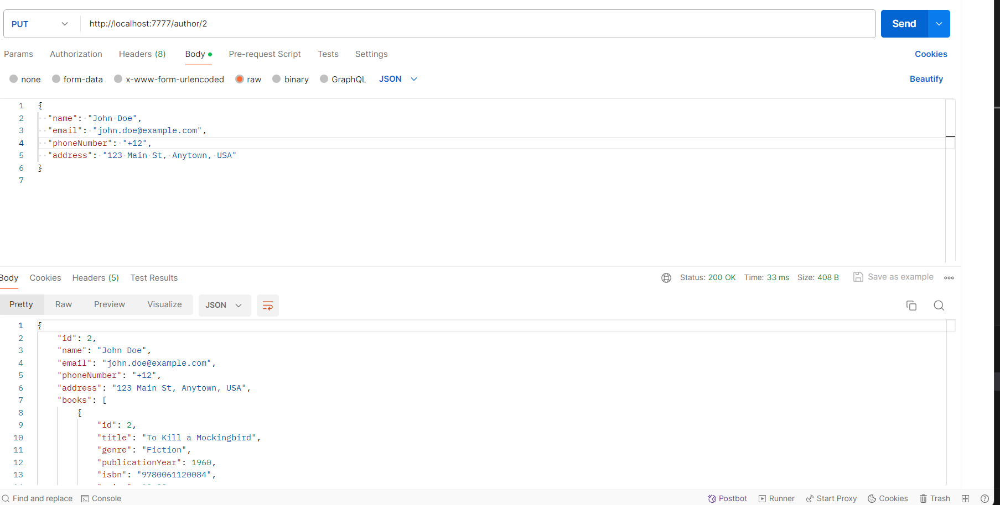 PUT http://localhost:7777/author/2 Send
Params Authorization Headers (8) Body Pre-request Script Tests Settings Cookies
none form-data x-www-form-urlencoded raw binary GraphQL JSON Beautify
1 {
2 "name": "John Doe",
3 "email": "john.doe@example.com",
4 "phoneNumber": "+12",
5 "address": "123 Main St, Anytown, USA"
6 }
7
Body Cookies Headers (5) Test Results Status: 200 OK Time: 33 ms Size: 408 B Save as example
Pretty Raw Preview Visualize JSON
1 {
2 "id": 2,
3 "name": "John Doe",
4 "email": "john.doe@example.com",
5 "phoneNumber": "+12",
6 "address": "123 Main St, Anytown, USA",
7 "books": [
8 {
9 "id": 2,
10 "title": "To Kill a Mockingbird",
11 "genre": "Fiction",
12 "publicationYear": 1960,
13 "isbn": "9780061120084",
Find and replace Console Postbot Runner Start Proxy Cookies Trash